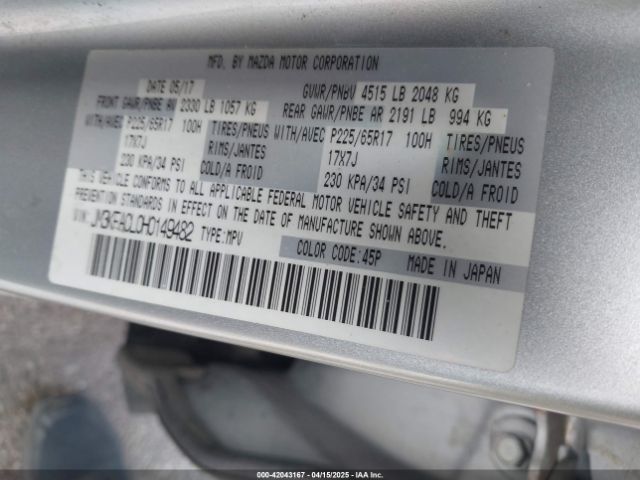 MFD. BY MAZDA MOTOR CORPORATION
DATE 05/17 GVWR/PNBV 4515 LB 2048 KG
FRONT GAWR/PNBE AV 2330 LB 1057 KG REAR GAWR/PNBE AR 2191 LB 994 KG
WITH/AVEC P225/65R17 100H TIRES/PNEUS WITH/AVEC P225/65R17 100H TIRES/PNEUS
17X7J RIMS/JANTES 17X7J RIMS/JANTES
230 KPA/34 PSI COLD/A FROID 230 KPA/34 PSI COLD/A FROID
THIS VEHICLE CONFORMS TO ALL APPLICABLE FEDERAL MOTOR VEHICLE SAFETY AND THEFT
PREVENTION STANDARDS IN EFFECT ON THE DATE OF MANUFACTURE SHOWN ABOVE.
VIN: TYPE:MPV
COLOR CODE:45P MADE IN JAPAN
000-42043167 - 04/15/2025 - IAA Inc.